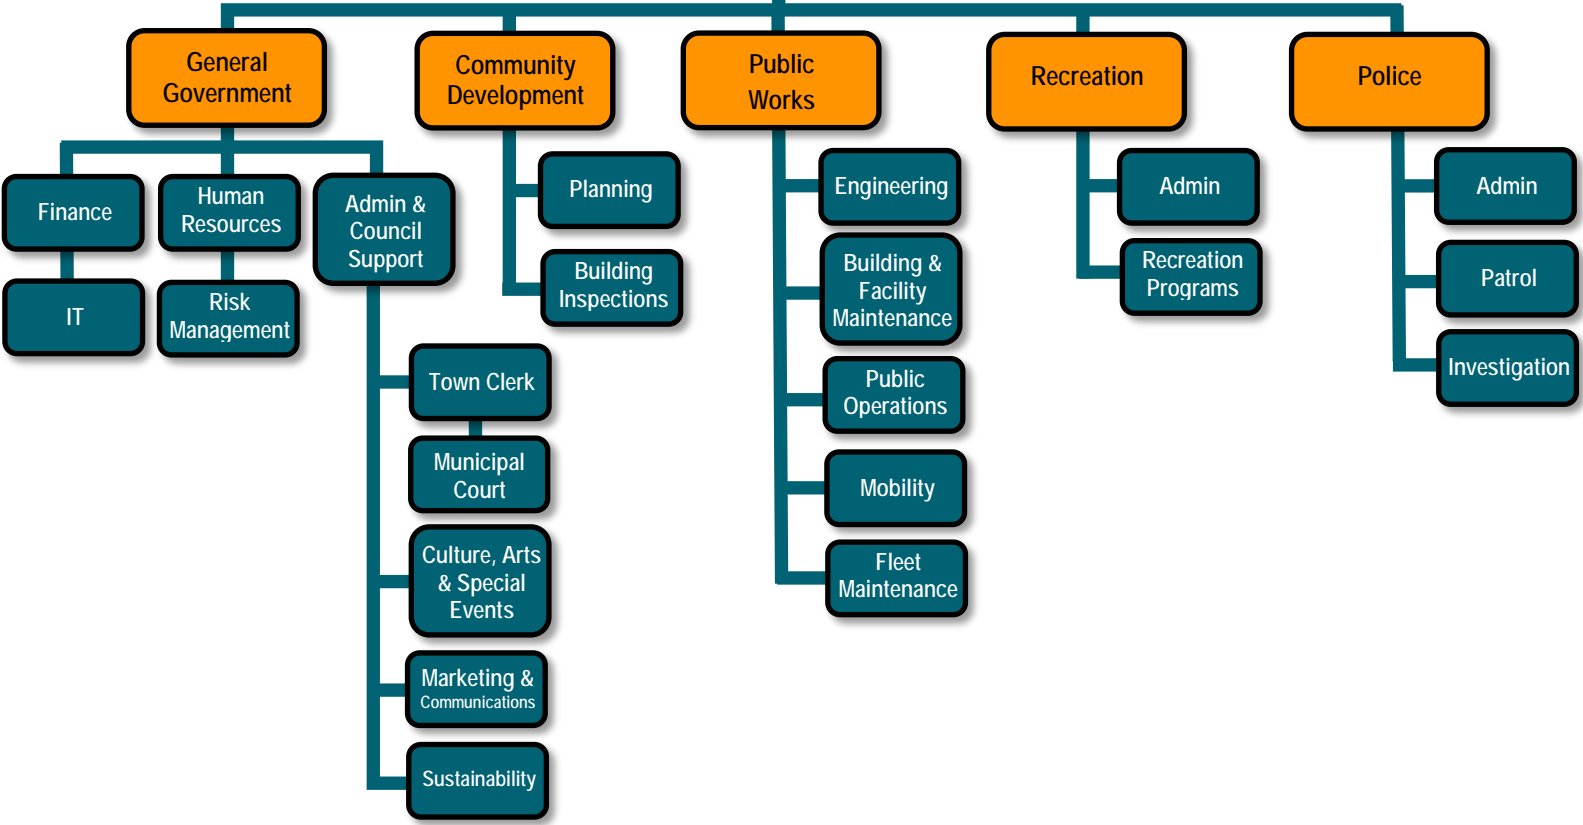 General
Government
Community
Development
Public
Works
Recreation
Police
Finance
IT
Human
Resources
Risk
Management
Admin &
Council
Support
Town Clerk
Municipal
Court
Culture, Arts
& Special
Events
Marketing &
Communications
Sustainability
Planning
Building
Inspections
Engineering
Building &
Facility
Maintenance
Public
Operations
Mobility
Fleet
Maintenance
Admin
Recreation
Programs
Admin
Patrol
Investigation